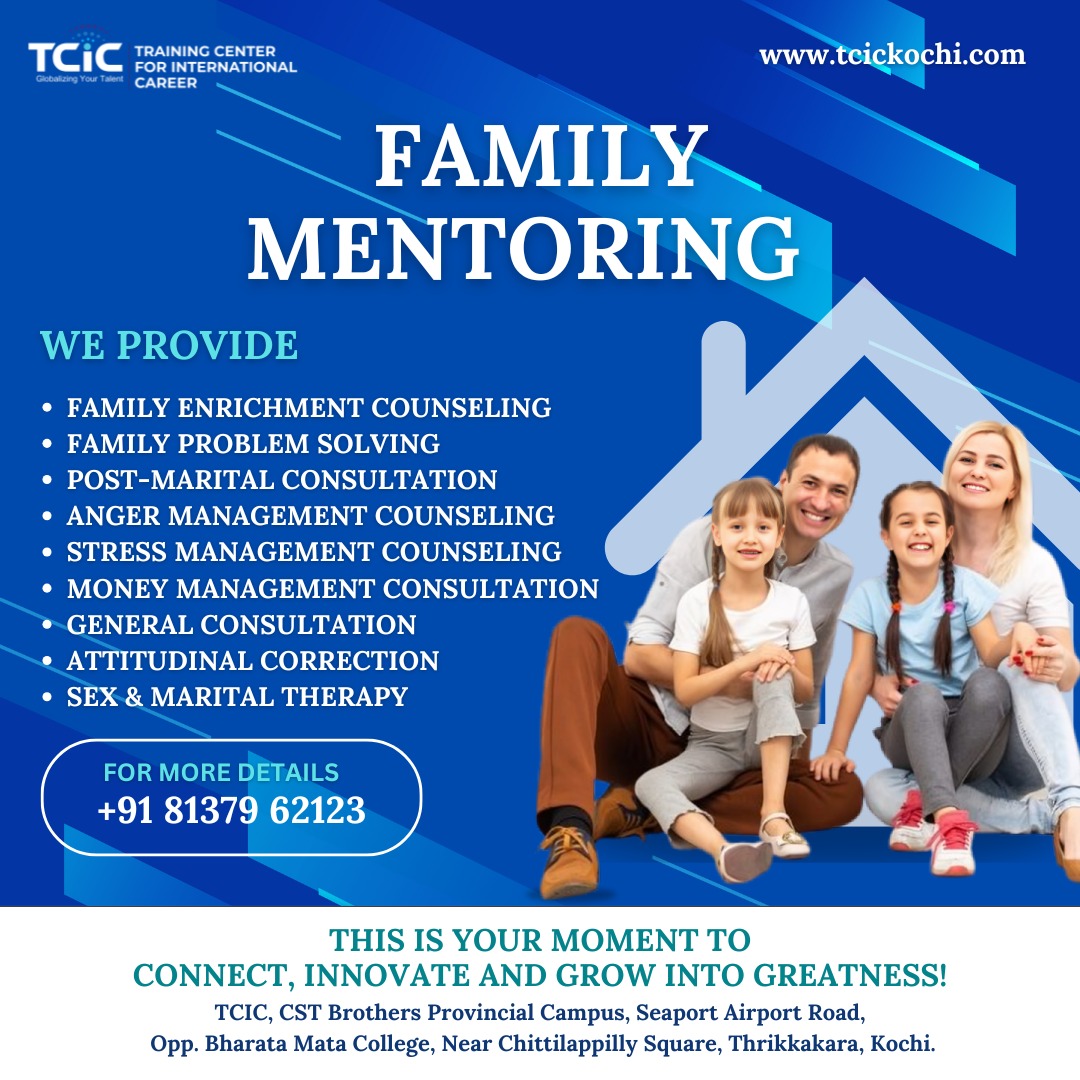 TCiC
Globalizing Your Talent
TRAINING CENTER
FOR INTERNATIONAL
CAREER
www.tcickochi.com
FAMILY
MENTORING
WE PROVIDE
• FAMILY ENRICHMENT COUNSELING
• FAMILY PROBLEM SOLVING
• POST-MARITAL CONSULTATION
• ANGER MANAGEMENT COUNSELING
• STRESS MANAGEMENT COUNSELING
• MONEY MANAGEMENT CONSULTATION
• GENERAL CONSULTATION
• ATTITUDINAL CORRECTION
• SEX & MARITAL THERAPY
FOR MORE DETAILS
+91 81379 62123
THIS IS YOUR MOMENT TO
CONNECT, INNOVATE AND GROW INTO GREATNESS!
TCIC, CST Brothers Provincial Campus, Seaport Airport Road,
Opp. Bharata Mata College, Near Chittilappilly Square, Thrikkakara, Kochi.